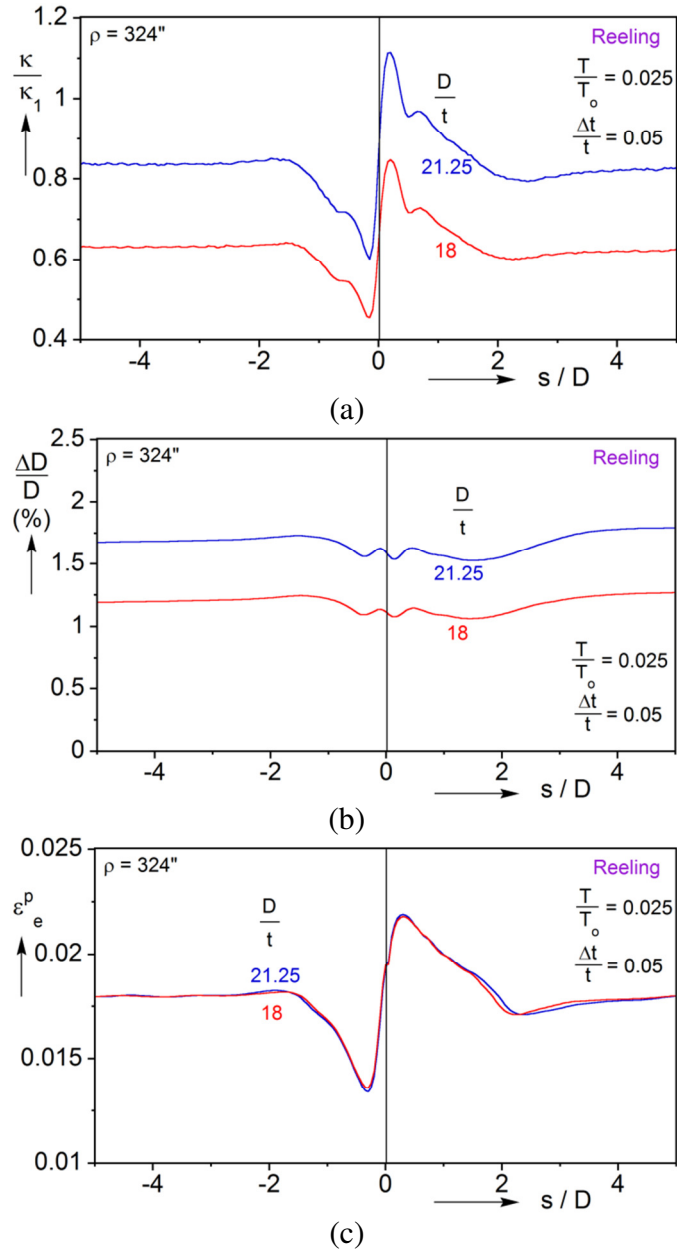 1.2
κ
κ₁
ρ = 324"
Reeling
D
t
T
Tₒ
= 0.025
Δt
t
= 0.05
1
21.25
0.8
0.6
18
0.4
-4 -2 0 2 4
s / D
(a)
2.5
ΔD
D
(%)
ρ = 324"
Reeling
D
t
2
1.5
21.25
1
18
T
Tₒ
= 0.025
Δt
t
= 0.05
0.5
0
-4 -2 0 2 4
s / D
(b)
0.025
ρ = 324"
Reeling
εᵖₑ
D
t
T
Tₒ
= 0.025
Δt
t
= 0.05
0.02
21.25
18
0.015
0.01
-4 -2 0 2 4
s / D
(c)